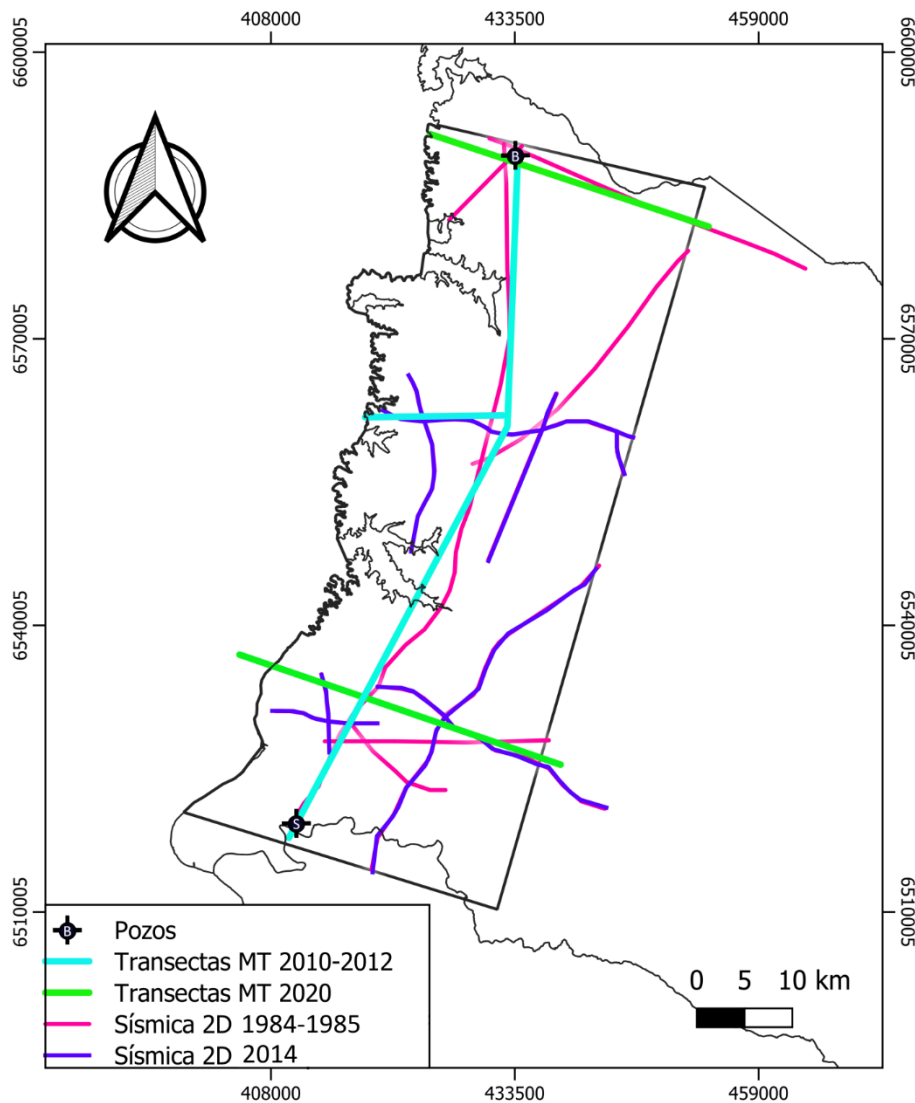 408000 433500 459000
6600005 6600005
B
6570005 6570005
6540005 6540005
S
6510005 6510005
B Pozos
Transectas MT 2010-2012
Transectas MT 2020
Sísmica 2D 1984-1985
Sísmica 2D 2014
0 5 10 km
408000 433500 459000